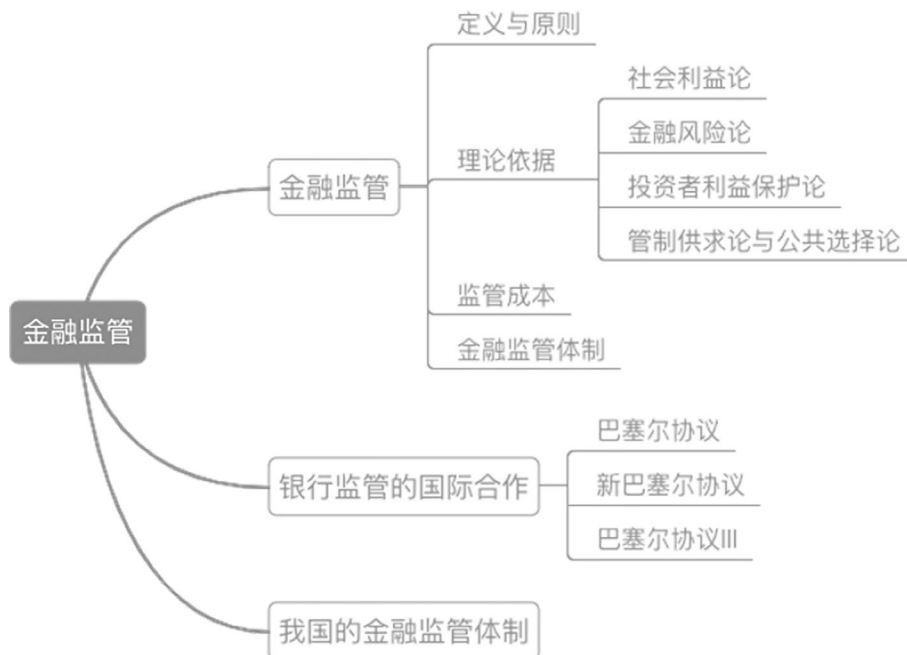 金融监管
金融监管
定义与原则
理论依据
社会利益论
金融风险论
投资者利益保护论
管制供求论与公共选择论
监管成本
金融监管体制
银行监管的国际合作
巴塞尔协议
新巴塞尔协议
巴塞尔协议III
我国的金融监管体制